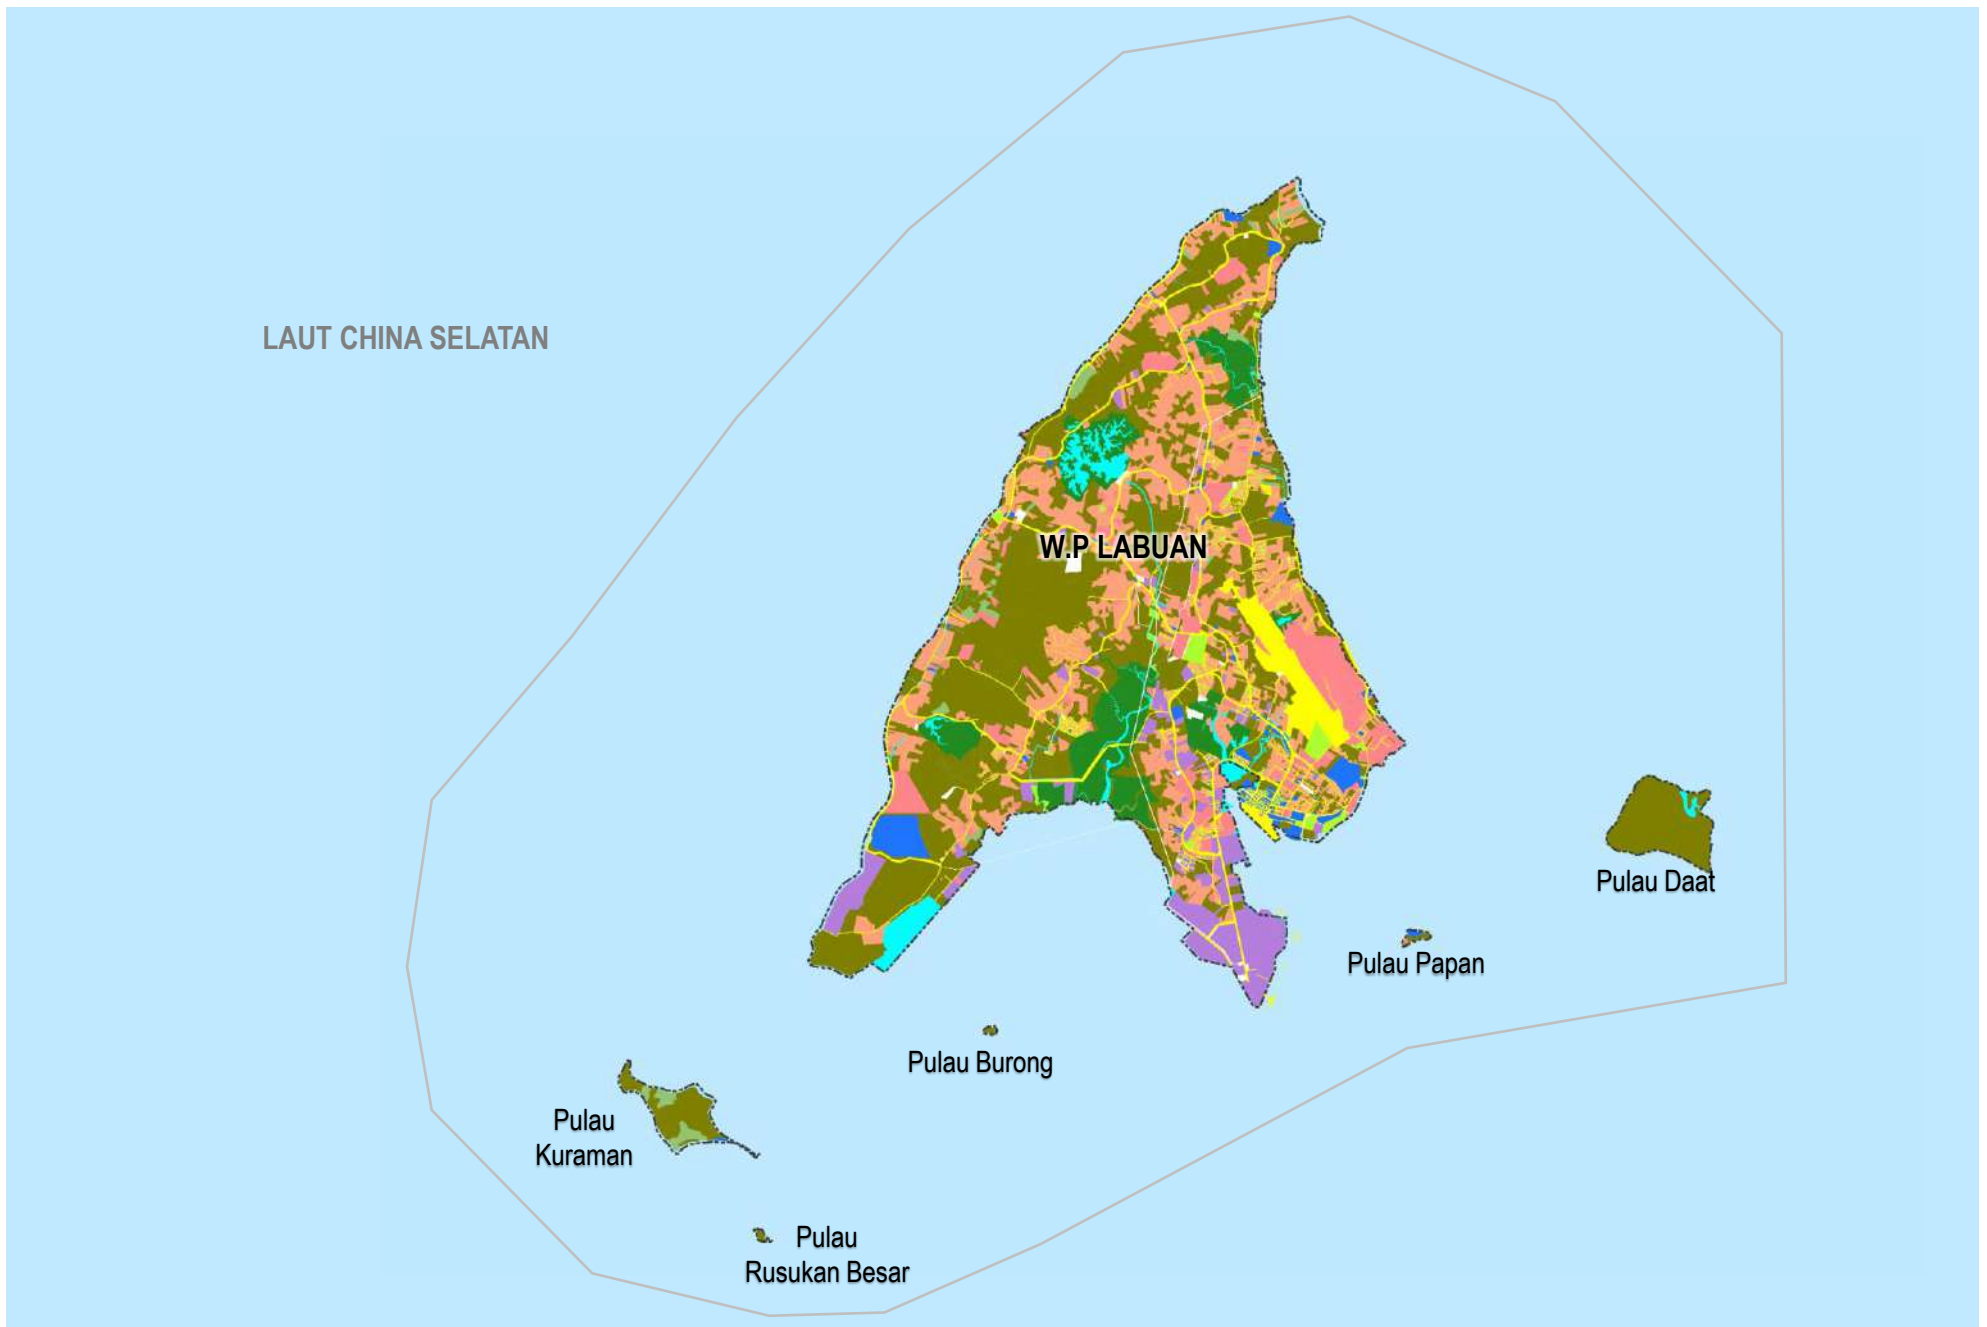 LAUT CHINA SELATAN
W.P LABUAN
Pulau Daat
Pulau Papan
Pulau Burong
Pulau
Kuraman
Pulau
Rusukan Besar